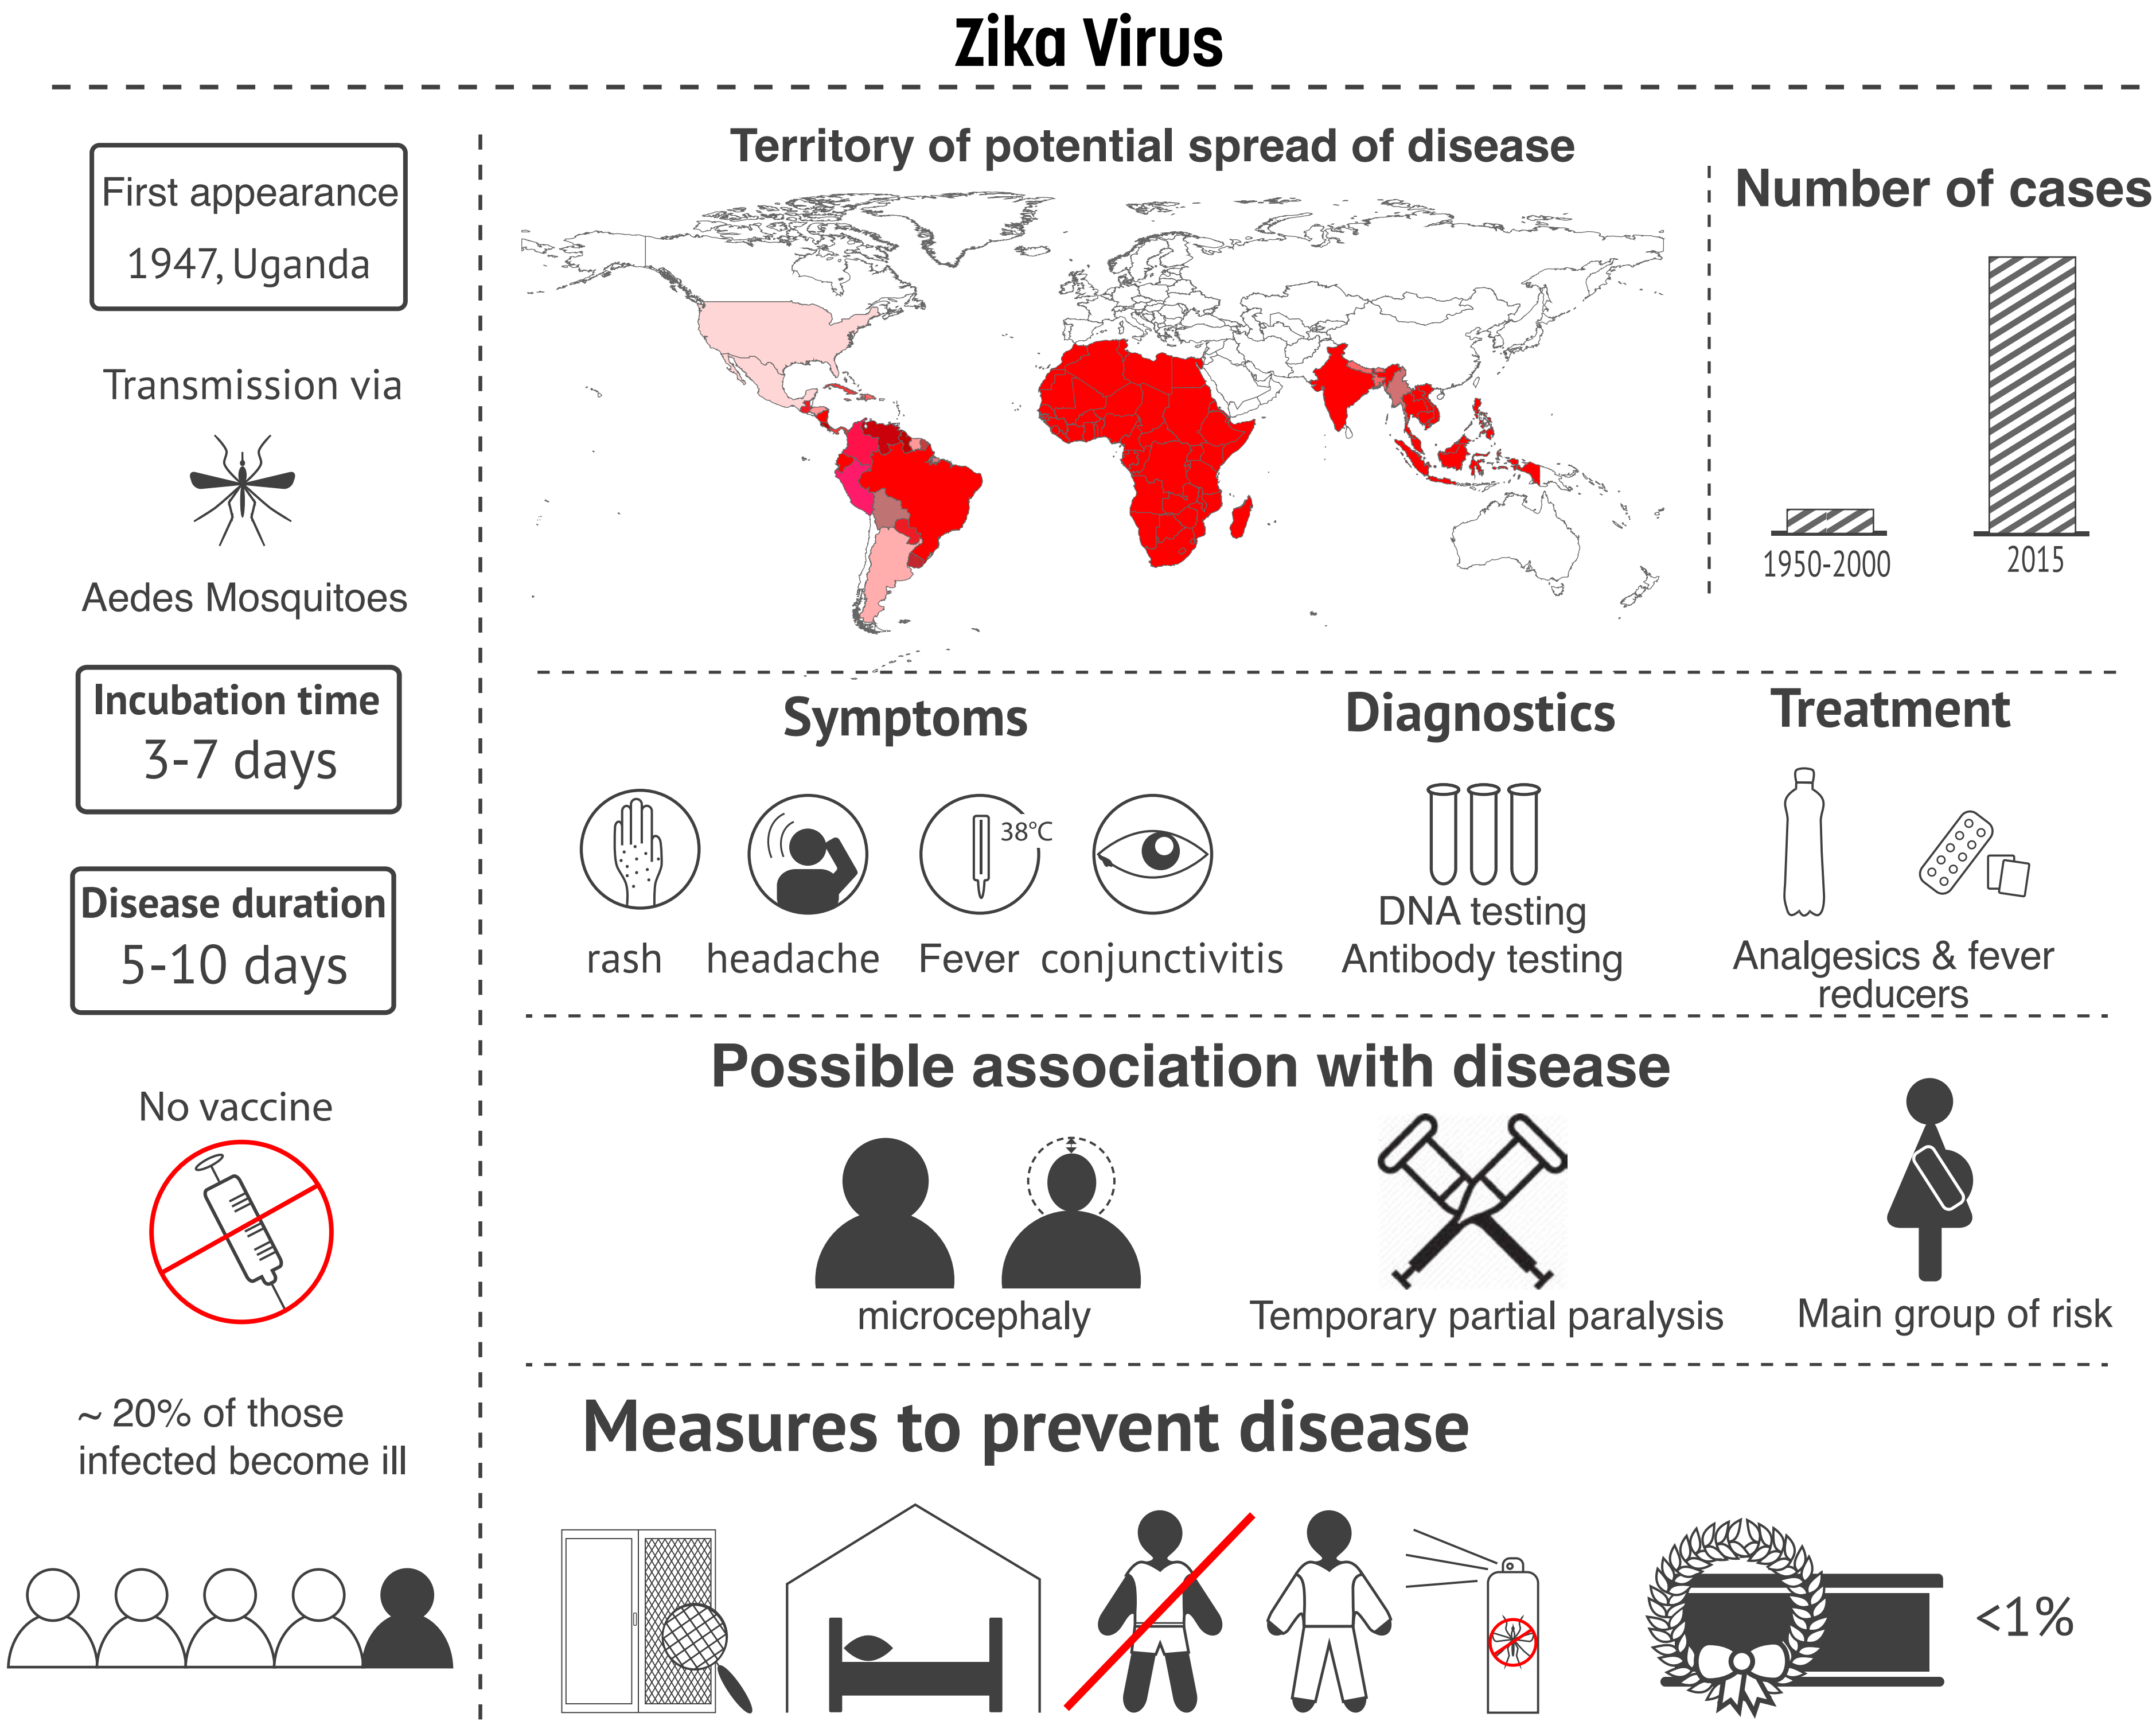 Zika Virus
First appearance
1947, Uganda
Transmission via
Aedes Mosquitoes
Incubation time
3-7 days
Disease duration
5-10 days
No vaccine
~ 20% of those
infected become ill
Territory of potential spread of disease
Number of cases
1950-2000
2015
Symptoms
38°C
rash
headache
Fever
conjunctivitis
Diagnostics
DNA testing
Antibody testing
Treatment
Analgesics & fever
reducers
Possible association with disease
microcephaly
Temporary partial paralysis
Main group of risk
Measures to prevent disease
<1%